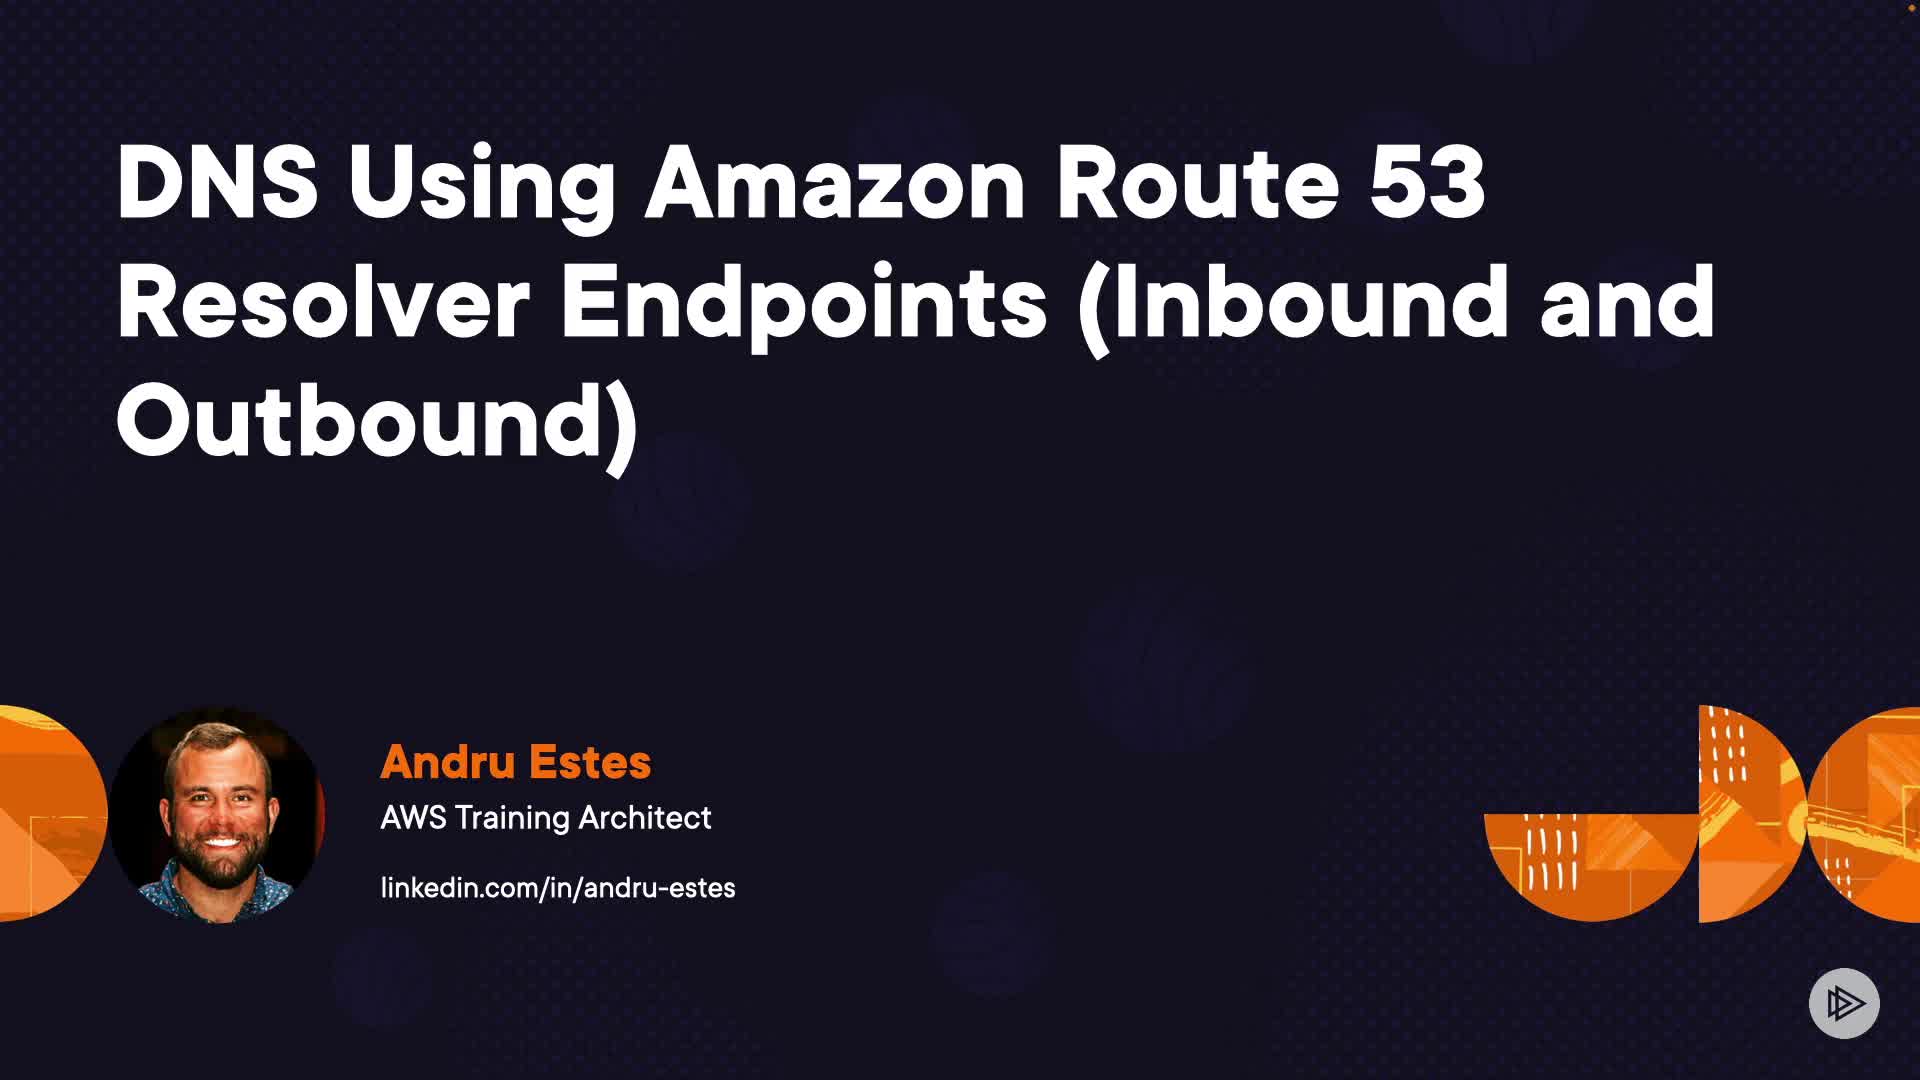 DNS Using Amazon Route 53
Resolver Endpoints (Inbound and
Outbound)
Andru Estes
AWS Training Architect
linkedin.com/in/andru-estes